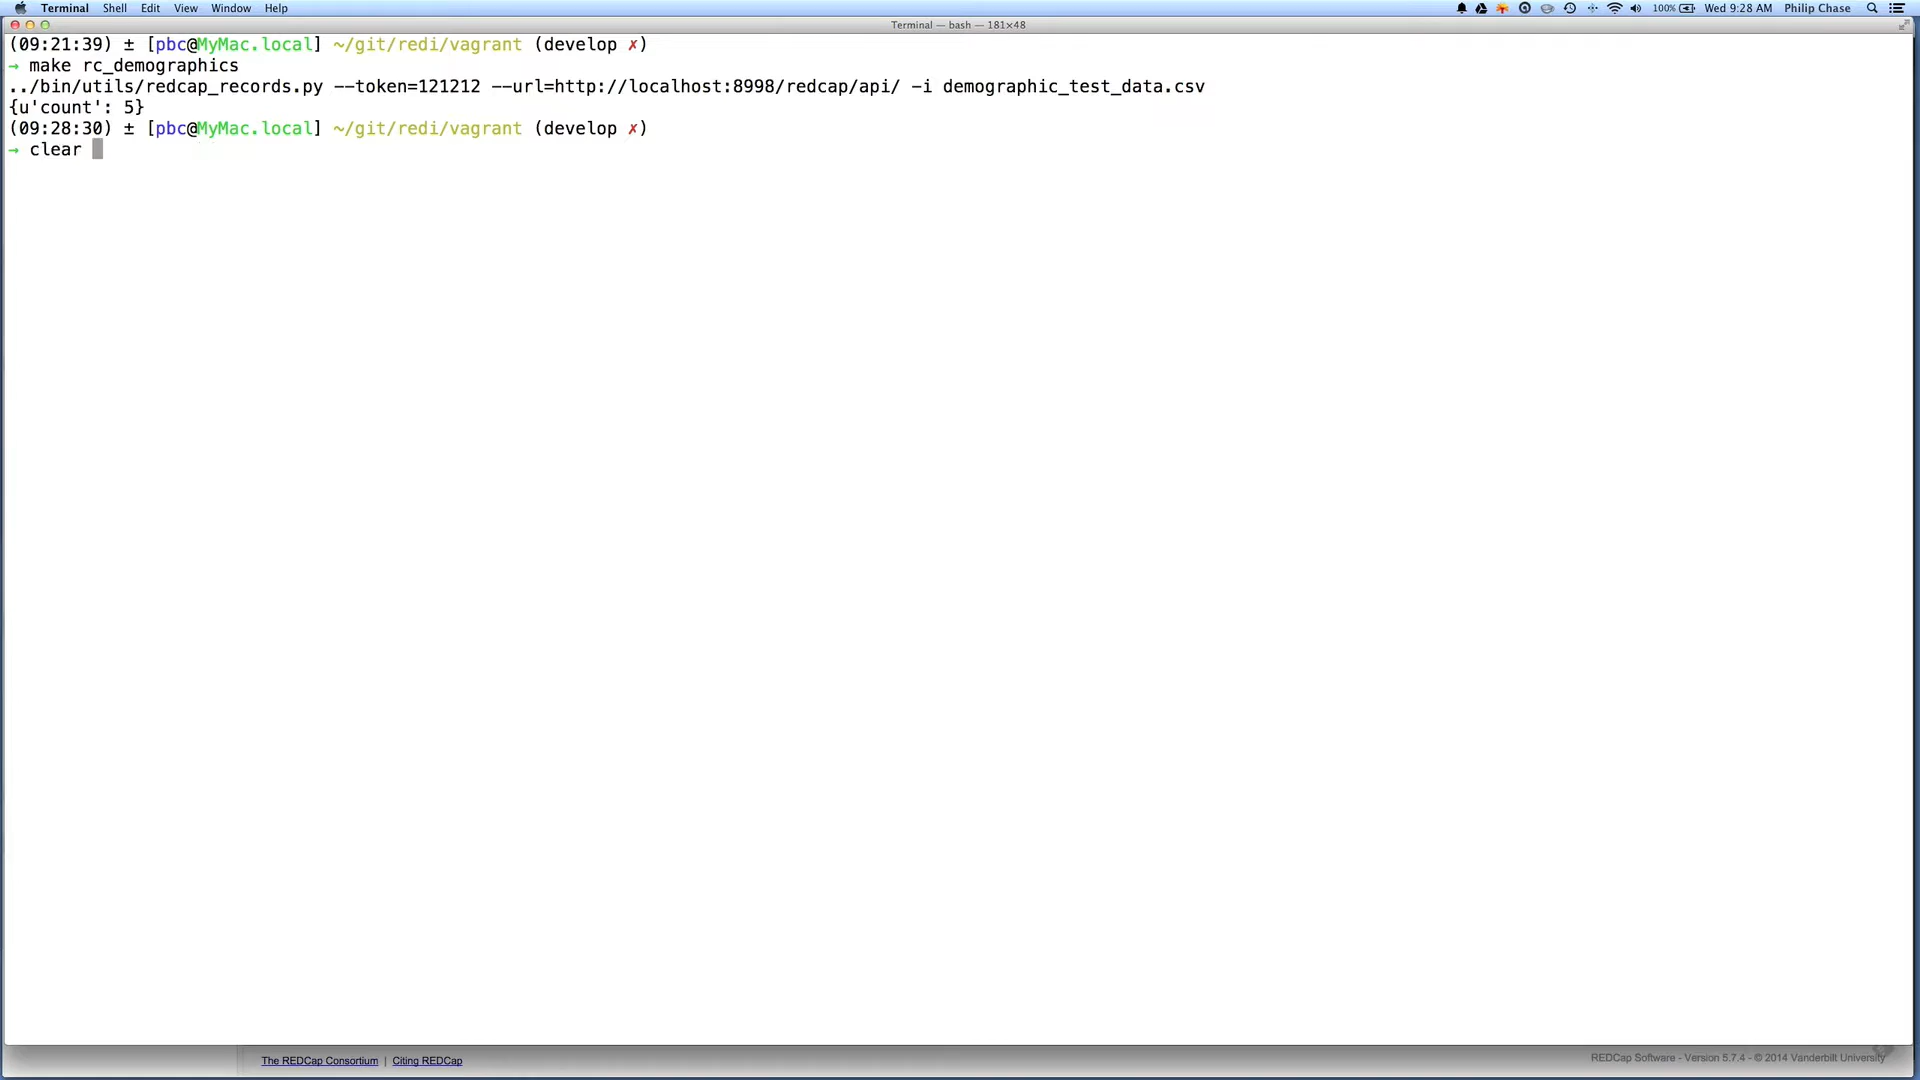 Terminal Shell Edit View Window Help 100% Wed 9:28 AM Philip Chase
Terminal — bash — 181×48
(09:21:39) ± [pbc@MyMac.local] ~/git/redi/vagrant (develop ✗)
→ make rc_demographics
../bin/utils/redcap_records.py --token=121212 --url=http://localhost:8998/redcap/api/ -i demographic_test_data.csv
{u'count': 5}
(09:28:30) ± [pbc@MyMac.local] ~/git/redi/vagrant (develop ✗)
→ clear
The REDCap Consortium | Citing REDCap REDCap Software - Version 5.7.4 - © 2014 Vanderbilt University